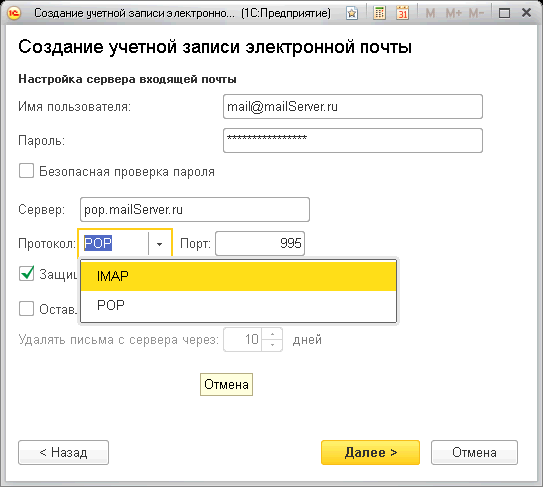 Создание учетной записи электронно... (1С:Предприятие)
M M+ M-
Создание учетной записи электронной почты
Настройка сервера входящей почты
Имя пользователя: mail@mailServer.ru
Пароль: ****************
Безопасная проверка пароля
Сервер: pop.mailServer.ru
Протокол: POP Порт: 995
IMAP
POP
Удалять письма с сервера через: 10 дней
Отмена
< Назад Далее > Отмена